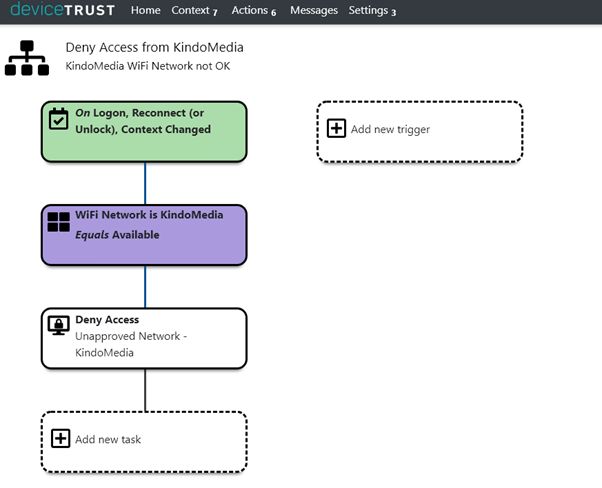 deviceTRUST Home Context 7 Actions 6 Messages Settings 3
Deny Access from KindoMedia
KindoMedia WiFi Network not OK
On Logon, Reconnect (or
Unlock), Context Changed
Add new trigger
WiFi Network is KindoMedia
Equals Available
Deny Access
Unapproved Network -
KindoMedia
Add new task